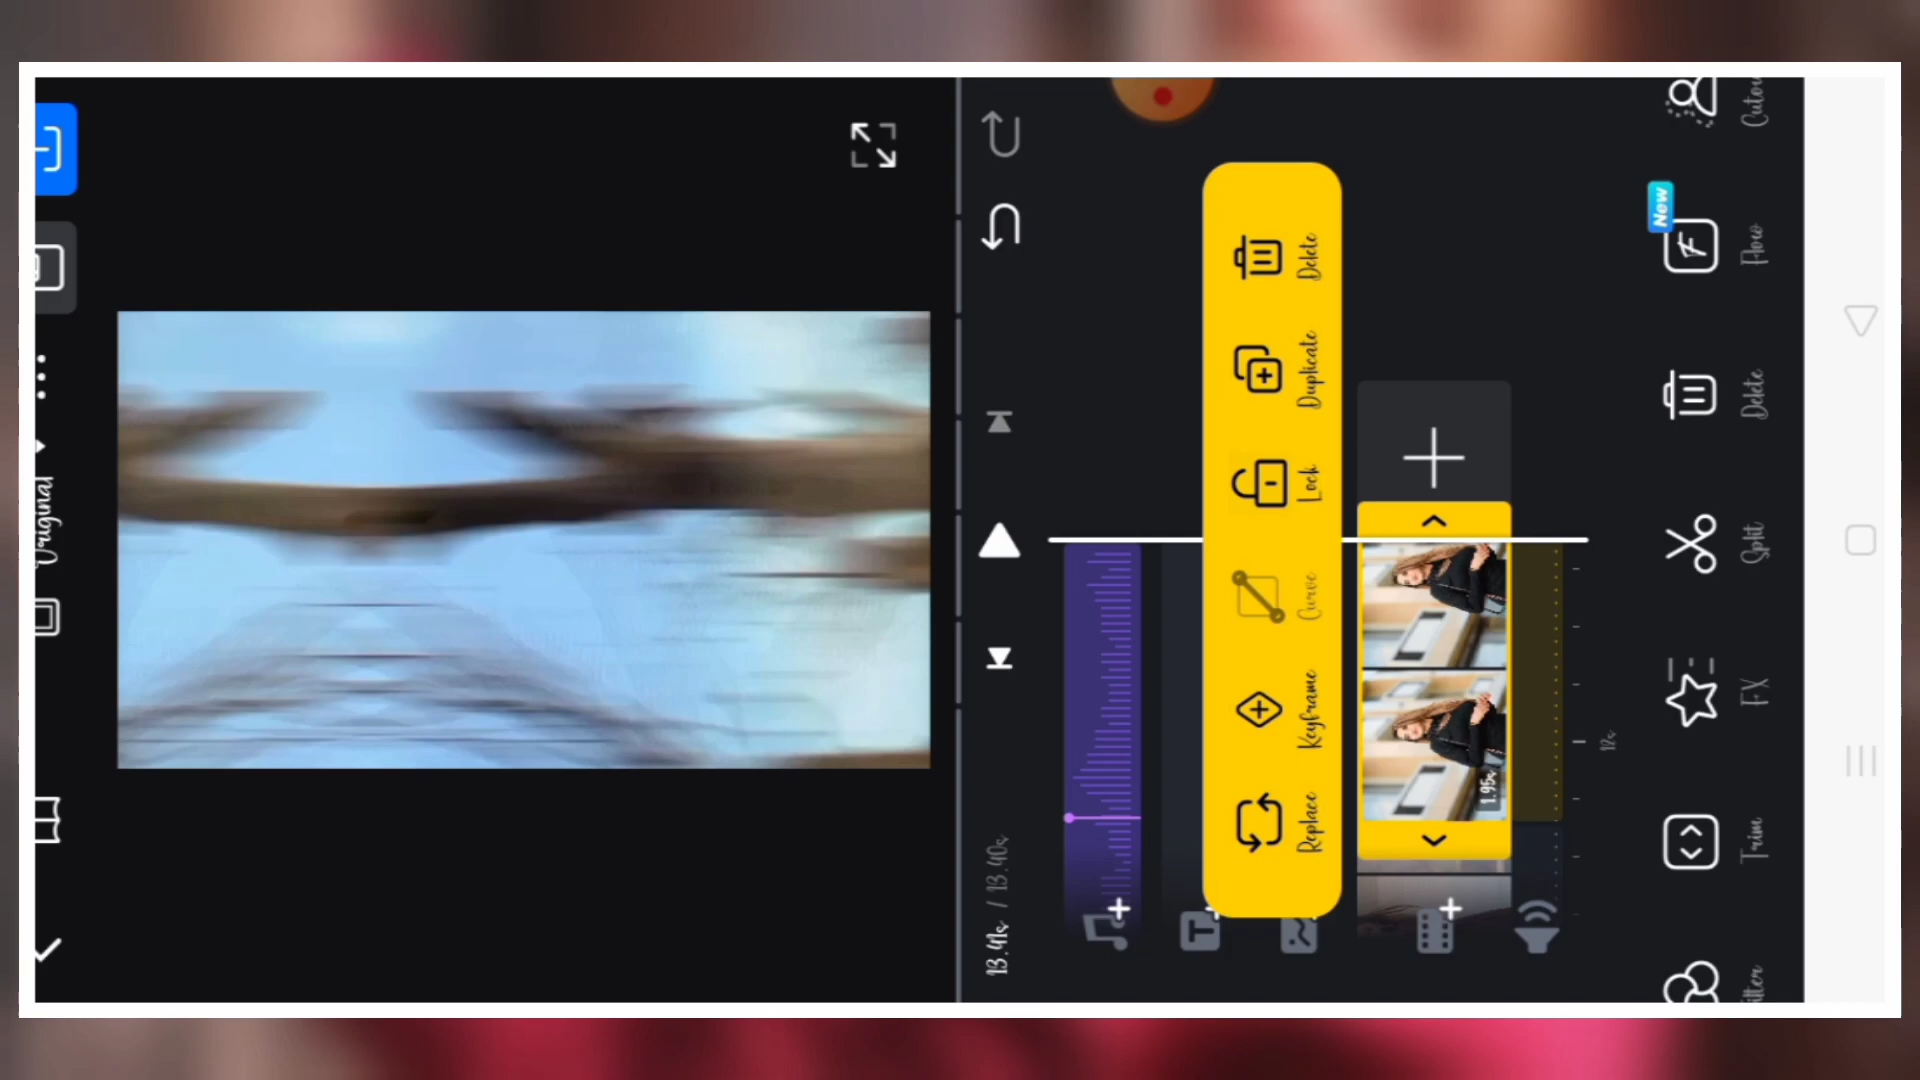 Original
13.41s / 13.40s
Replace
Keyframe
Curve
Lock
Duplicate
Delete
1.95s
12s
Trim
FX
Split
Delete
Flow
New